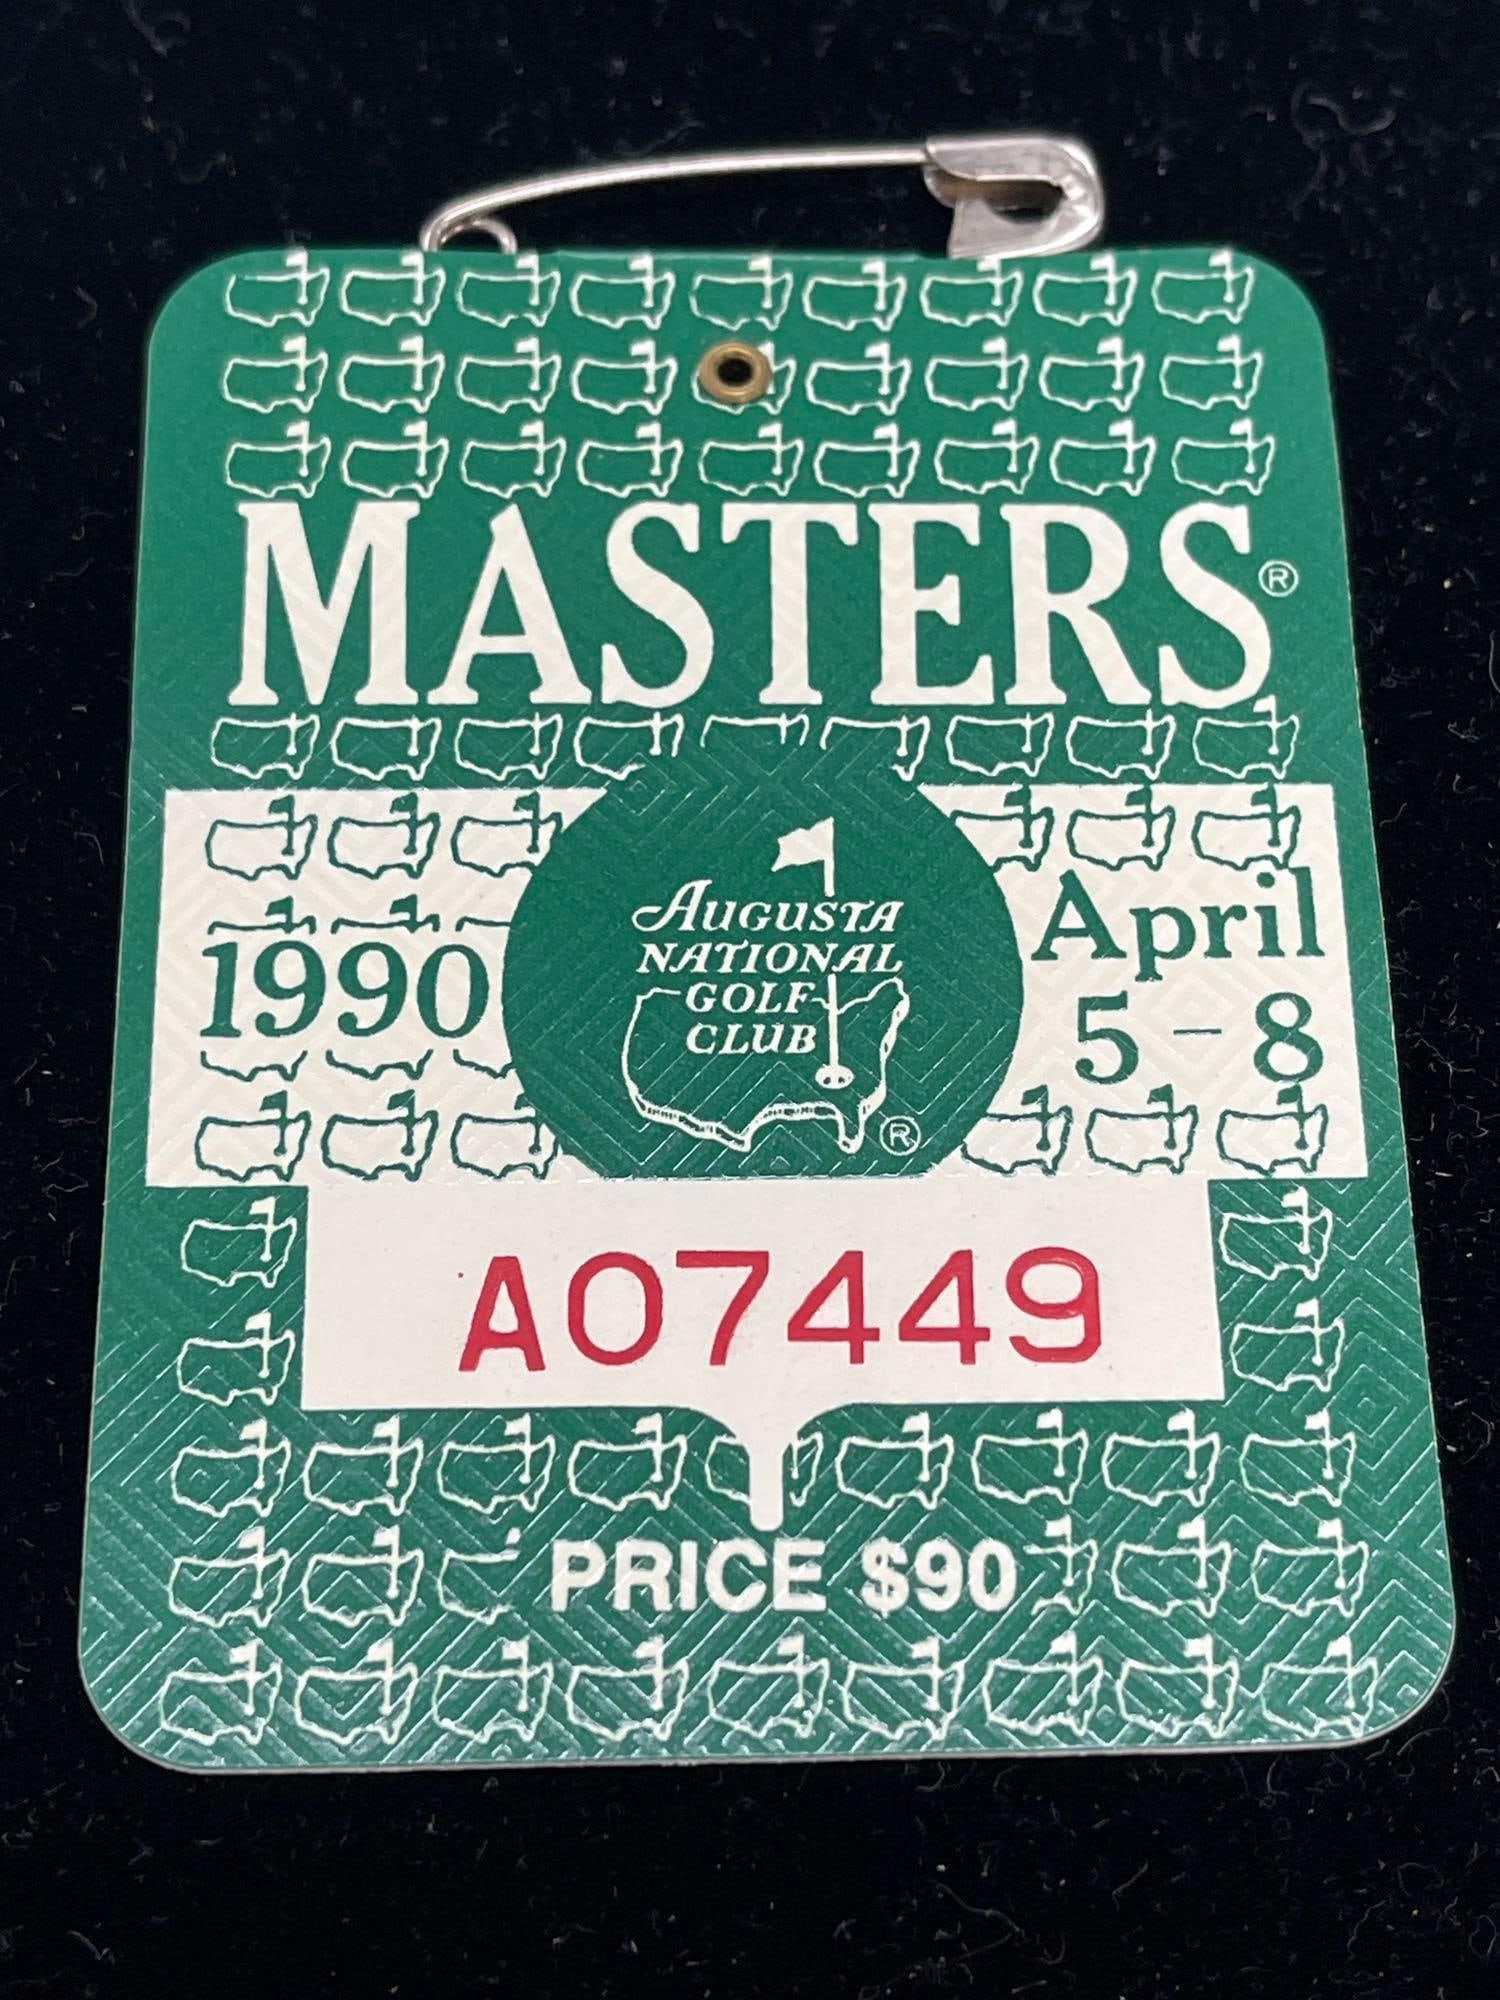 MASTERS®
1990
AUGUSTA
NATIONAL
GOLF
CLUB
®
April
5-8
A07449
PRICE $90